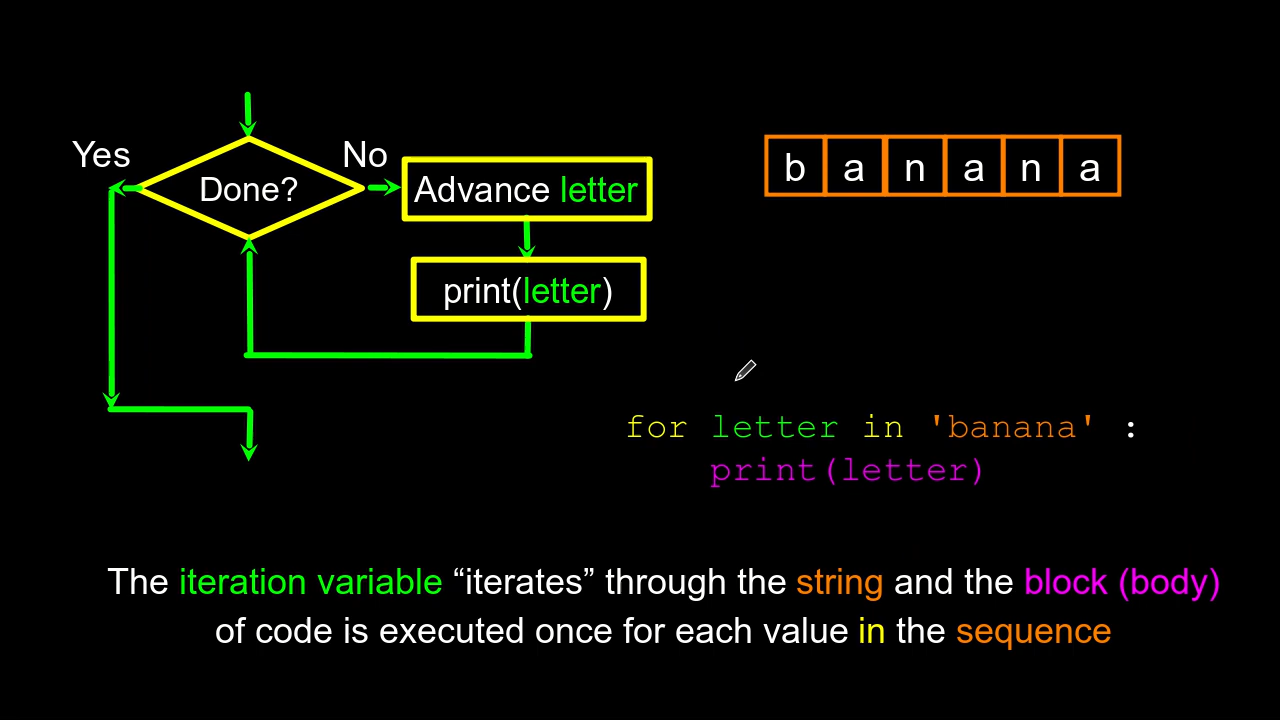 Yes
No
Done?
Advance letter
print(letter)
b a n a n a
for letter in 'banana' :
print(letter)
The iteration variable “iterates” through the string and the block (body)
of code is executed once for each value in the sequence